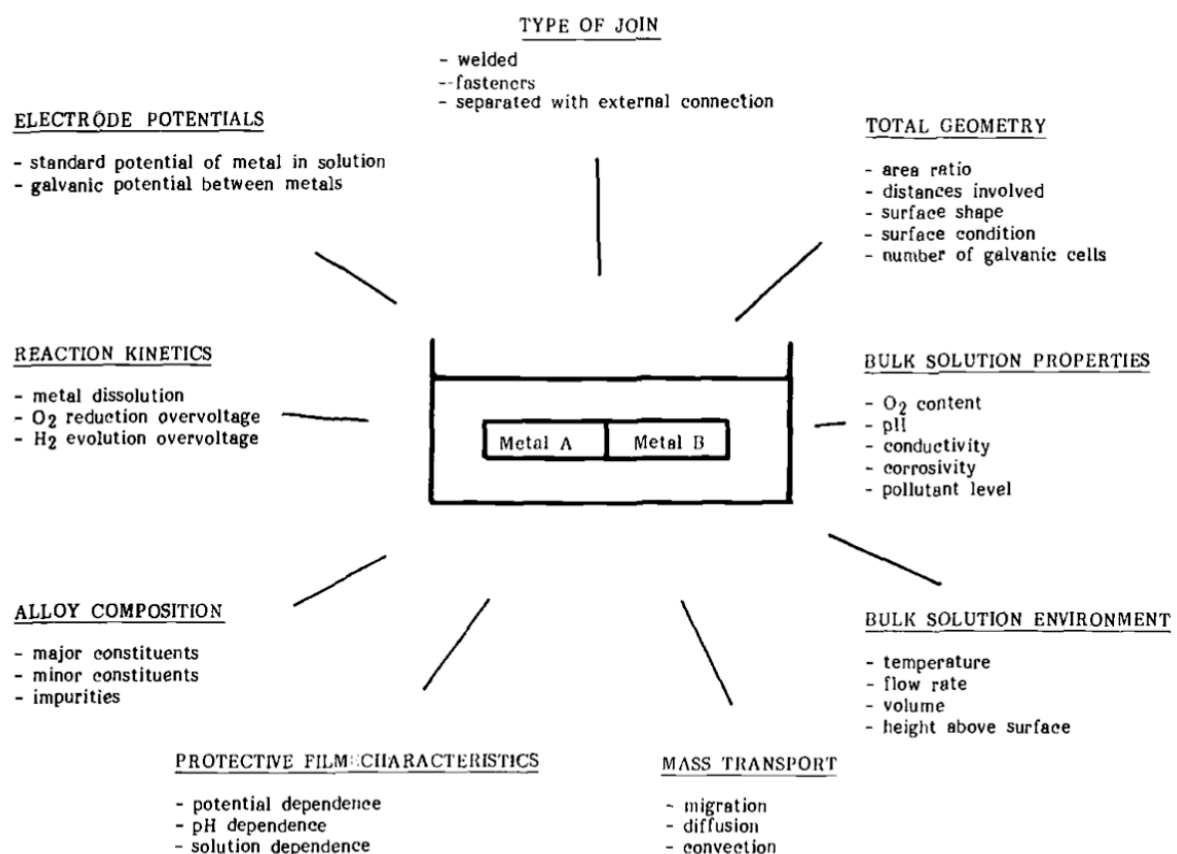 TYPE OF JOIN
- welded
- fasteners
- separated with external connection
ELECTRODE POTENTIALS
- standard potential of metal in solution
- galvanic potential between metals
TOTAL GEOMETRY
- area ratio
- distances involved
- surface shape
- surface condition
- number of galvanic cells
REACTION KINETICS
- metal dissolution
- O2 reduction overvoltage
- H2 evolution overvoltage
Metal A
Metal B
BULK SOLUTION PROPERTIES
- O2 content
- pH
- conductivity
- corrosivity
- pollutant level
ALLOY COMPOSITION
- major constituents
- minor constituents
- impurities
BULK SOLUTION ENVIRONMENT
- temperature
- flow rate
- volume
- height above surface
PROTECTIVE FILM CHARACTERISTICS
- potential dependence
- pH dependence
- solution dependence
MASS TRANSPORT
- migration
- diffusion
- convection